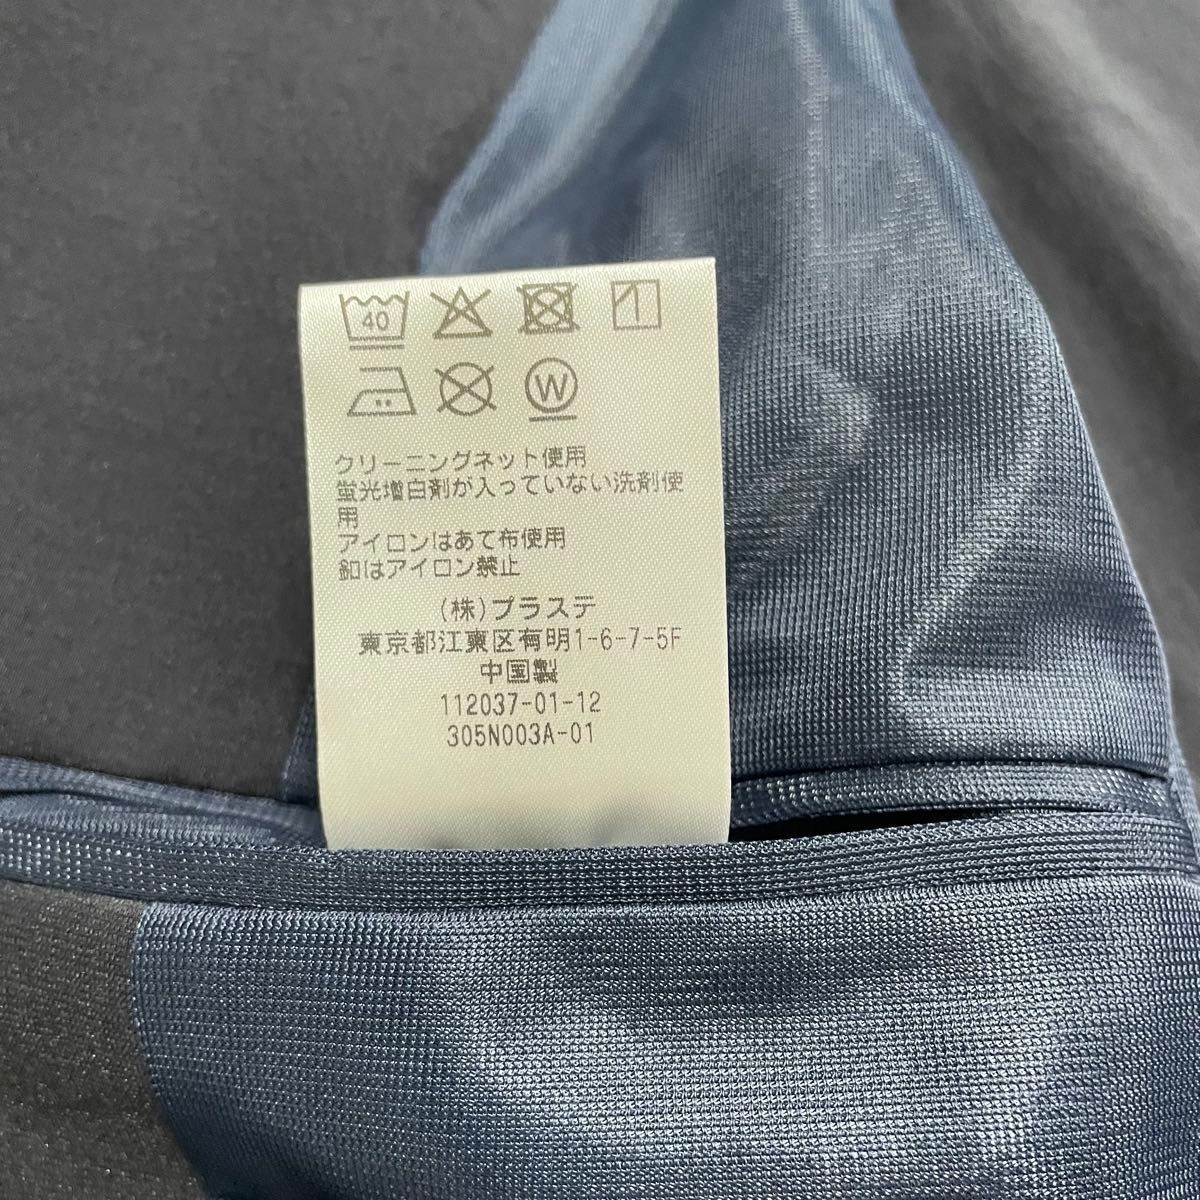 40
W
クリーニングネット使用
蛍光増白剤が入っていない洗剤使
用
アイロンはあて布使用
釦はアイロン禁止
(株)プラステ
東京都江東区有明1-6-7-5F
中国製
112037-01-12
305N003A-01